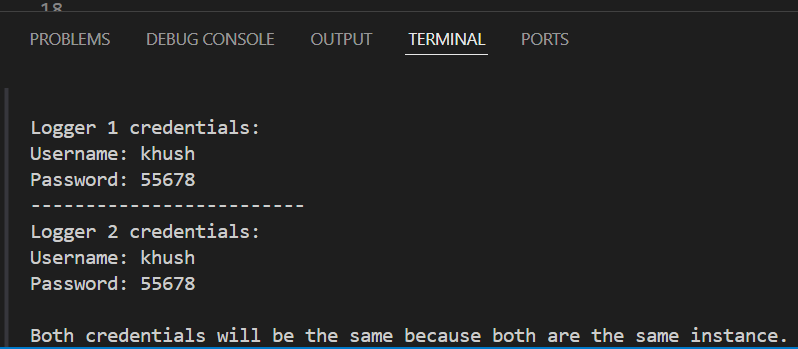 18
PROBLEMS DEBUG CONSOLE OUTPUT TERMINAL PORTS
Logger 1 credentials:
Username: khush
Password: 55678
-------------------------
Logger 2 credentials:
Username: khush
Password: 55678
Both credentials will be the same because both are the same instance.